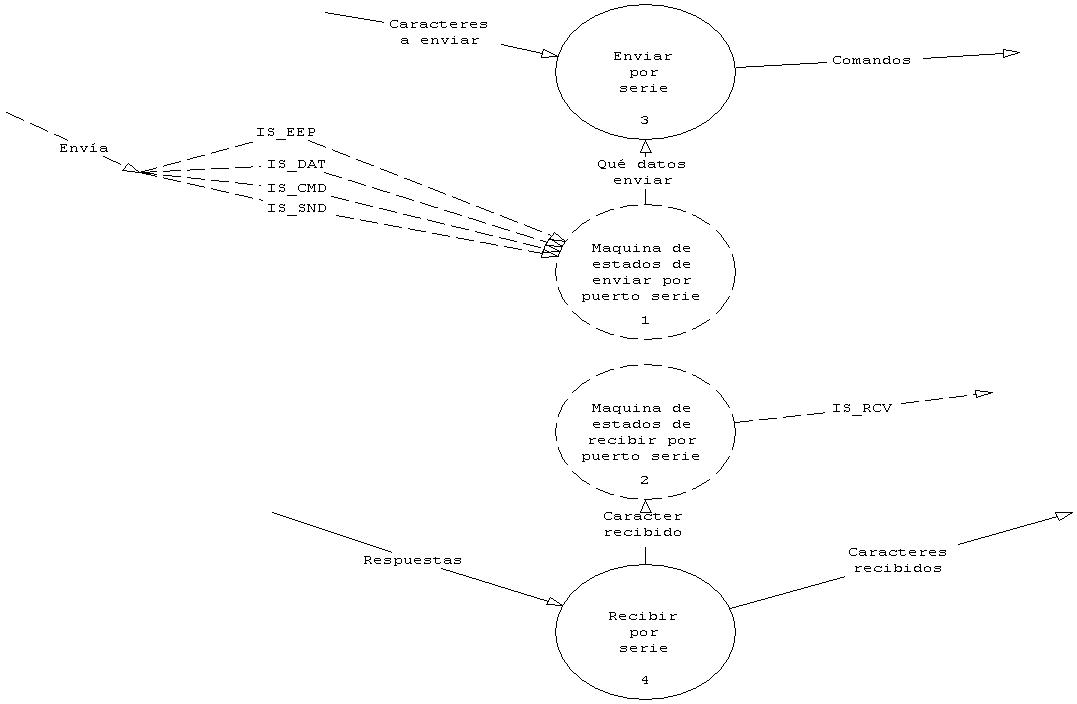 Caracteres
a enviar
Enviar
por
serie
3
Comandos
Envía
IS_EEP
IS_DAT
IS_CMD
IS_SND
Qué datos
enviar
Maquina de
estados de
enviar por
puerto serie
1
Maquina de
estados de
recibir por
puerto serie
2
IS_RCV
Caracter
recibido
Respuestas
Caracteres
recibidos
Recibir
por
serie
4